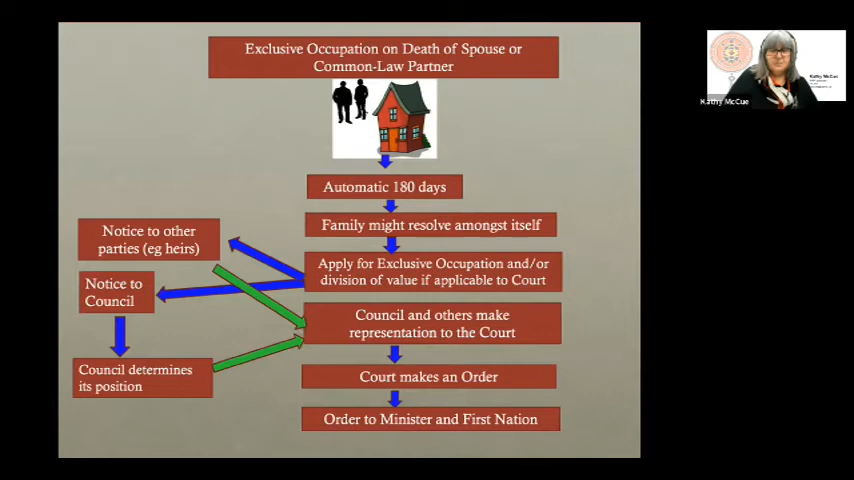 Exclusive Occupation on Death of Spouse or
Common-Law Partner
Automatic 180 days
Family might resolve amongst itself
Notice to other
parties (eg heirs)
Apply for Exclusive Occupation and/or
division of value if applicable to Court
Notice to
Council
Council and others make
representation to the Court
Council determines
its position
Court makes an Order
Order to Minister and First Nation
Kathy McCue
Kathy McCue